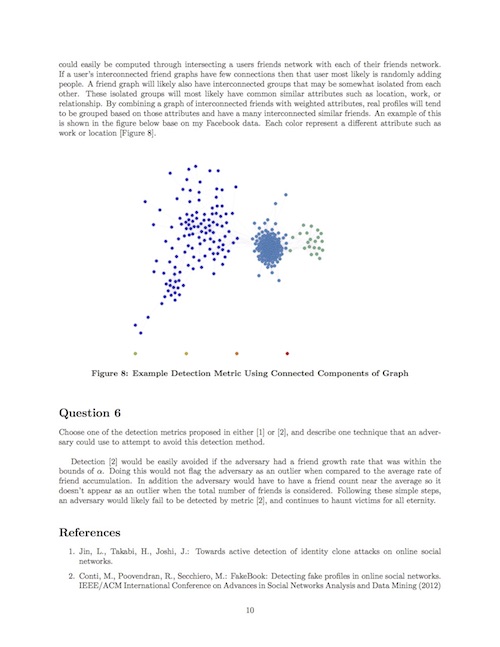 could easily be computed through intersecting a users friends network with each of their friends network.
If a user's interconnected friend graphs have few connections then that user most likely is randomly adding
people. A friend graph will likely also have interconnected groups that may be somewhat isolated from each
other. These isolated groups will most likely have common similar attributes such as location, work, or
relationship. By combining a graph of interconnected friends with weighted attributes, real profiles will tend
to be grouped based on those attributes and have a many interconnected similar friends. An example of this
is shown in the figure below base on my Facebook data. Each color represent a different attribute such as
work or location [Figure 8].
Figure 8: Example Detection Metric Using Connected Components of Graph
Question 6
Choose one of the detection metrics proposed in either [1] or [2], and describe one technique that an adver-
sary could use to attempt to avoid this detection method.
Detection [2] would be easily avoided if the adversary had a friend growth rate that was within the
bounds of α. Doing this would not flag the adversary as an outlier when compared to the average rate of
friend accumulation. In addition the adversary would have to have a friend count near the average so it
doesn't appear as an outlier when the total number of friends is considered. Following these simple steps,
an adversary would likely fail to be detected by metric [2], and continues to haunt victims for all eternity.
References
1. Jin, L., Takabi, H., Joshi, J.: Towards active detection of identity clone attacks on online social
networks.
2. Conti, M., Poovendran, R., Secchiero, M.: FakeBook: Detecting fake profiles in online social networks.
IEEE/ACM International Conference on Advances in Social Networks Analysis and Data Mining (2012)
10